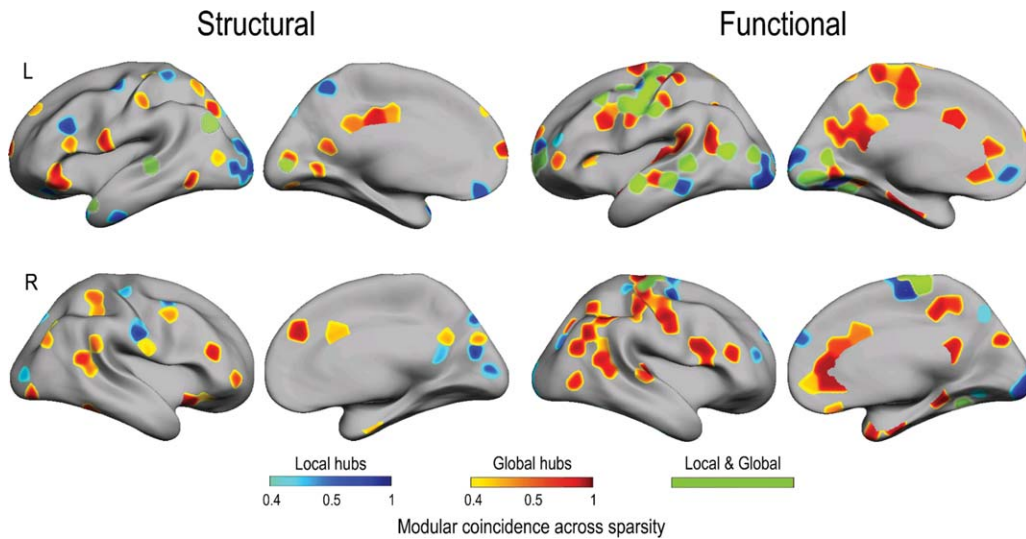 Structural
Functional
L
R
Local hubs
Global hubs
Local & Global
0.4 0.5 1
0.4 0.5 1
Modular coincidence across sparsity